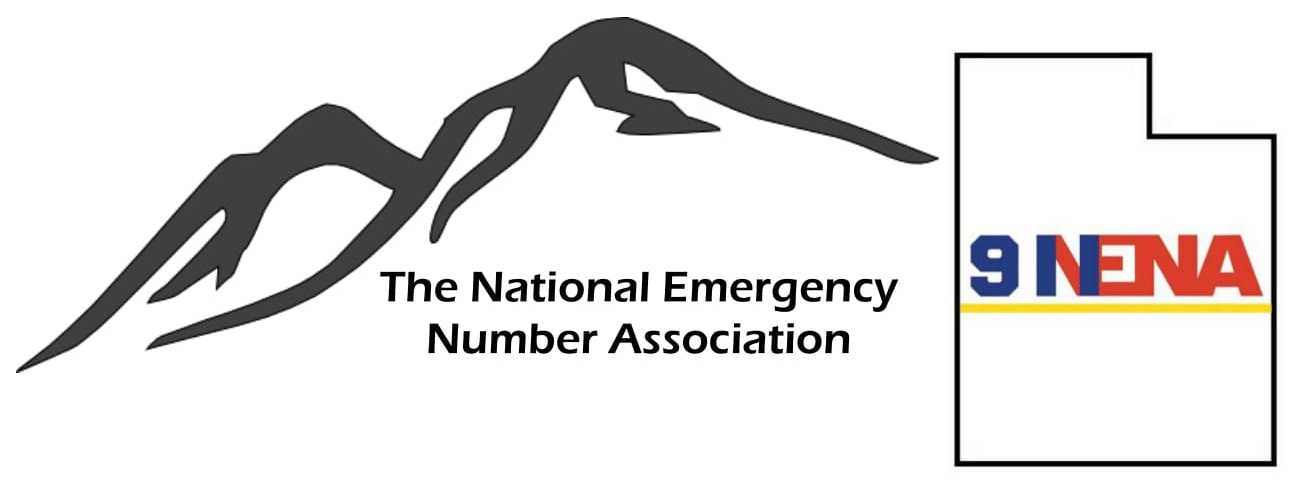 The National Emergency
Number Association
9 NENA